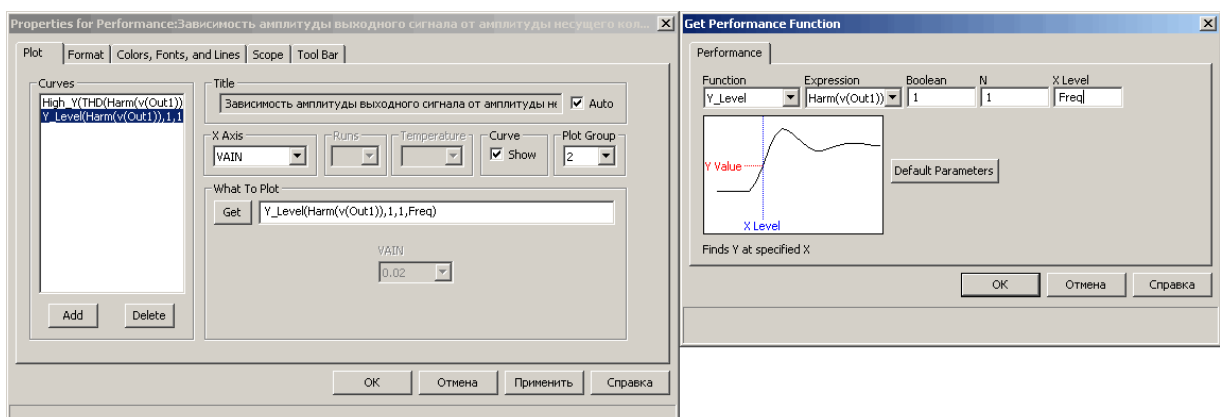 Properties for Performance:Зависимость амплитуды выходного сигнала от амплитуды несущего кол...
Plot Format Colors, Fonts, and Lines Scope Tool Bar
Curves
High_Y(THD(Harm(v(Out1))
Y_Level(Harm(v(Out1)),1,1
Add Delete
Title
Зависимость амплитуды выходного сигнала от амплитуды не Auto
X Axis Runs Temperature Curve Plot Group
VAIN Show 2
What To Plot
Get Y_Level(Harm(v(Out1)),1,1,Freq)
VAIN
0.02
OK Отмена Применить Справка
Get Performance Function
Performance
Function Expression Boolean N X Level
Y_Level Harm(v(Out1)) 1 1 Freq
Y Value
X Level
Default Parameters
Finds Y at specified X
OK Отмена Справка